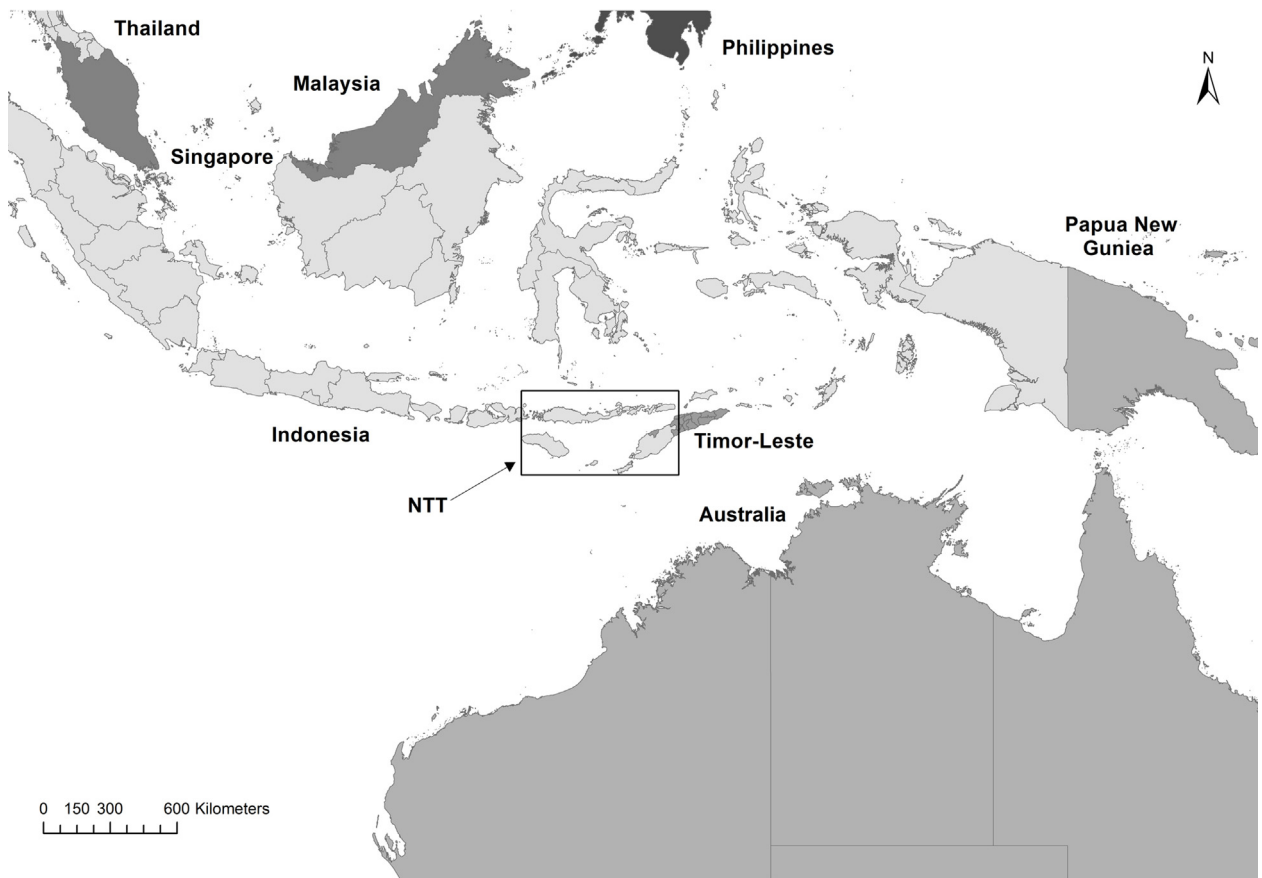 Thailand
Philippines
N
Malaysia
Singapore
Papua New
Guniea
Indonesia
Timor-Leste
NTT
Australia
0 150 300 600 Kilometers